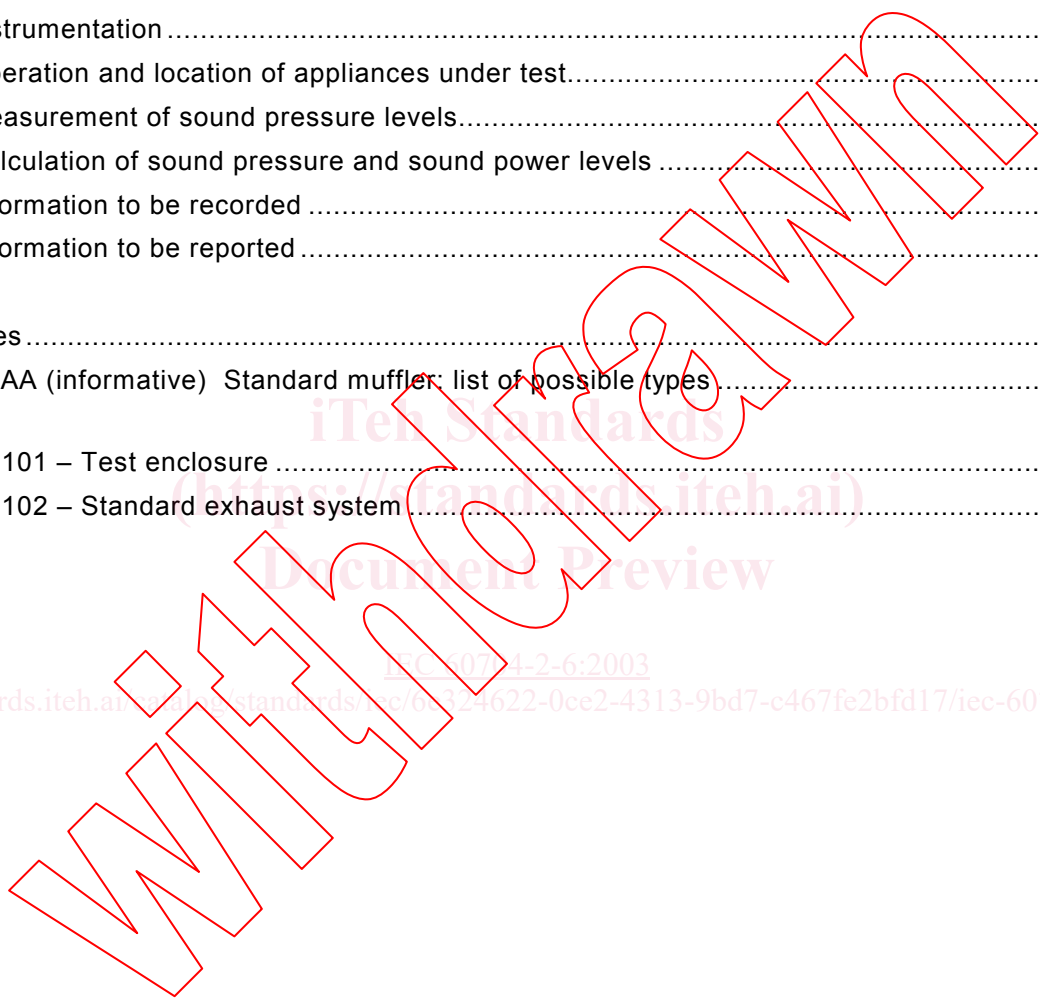 strumentation
peration and location of appliances under test
easurement of sound pressure levels
lculation of sound pressure and sound power levels
formation to be recorded
formation to be reported
es
AA (informative) Standard muffler: list of possible types
iTeh Standards
101 – Test enclosure
(https://standards.iteh.ai)
102 – Standard exhaust system
Document Preview
IEC 60704-2-6:2003
rds.iteh.ai/catalog/standards/iec/6c324622-0ce2-4313-9bd7-c467fe2bfd17/iec-60
withdrawn